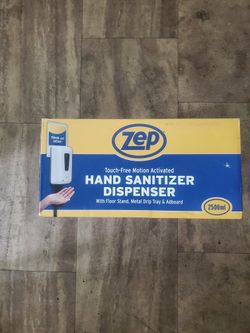 Zep
Touch-Free Motion Activated
HAND SANITIZER
DISPENSER
With Floor Stand, Metal Drip Tray & Adboard
2500ml